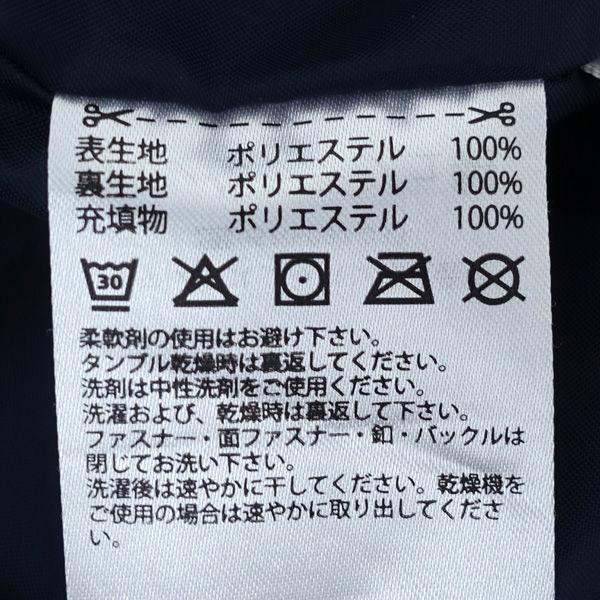 表生地 ポリエステル 100%
裏生地 ポリエステル 100%
充填物 ポリエステル 100%
30
柔軟剤の使用はお避け下さい。
タンブル乾燥時は裏返してください。
洗剤は中性洗剤をご使用ください。
洗濯および、乾燥時は裏返して下さい。
ファスナー・面ファスナー・釦・バックルは
閉じてお洗い下さい。
洗濯後は速やかに干してください。乾燥機を
ご使用の場合は速やかに取り出してくださ
い。